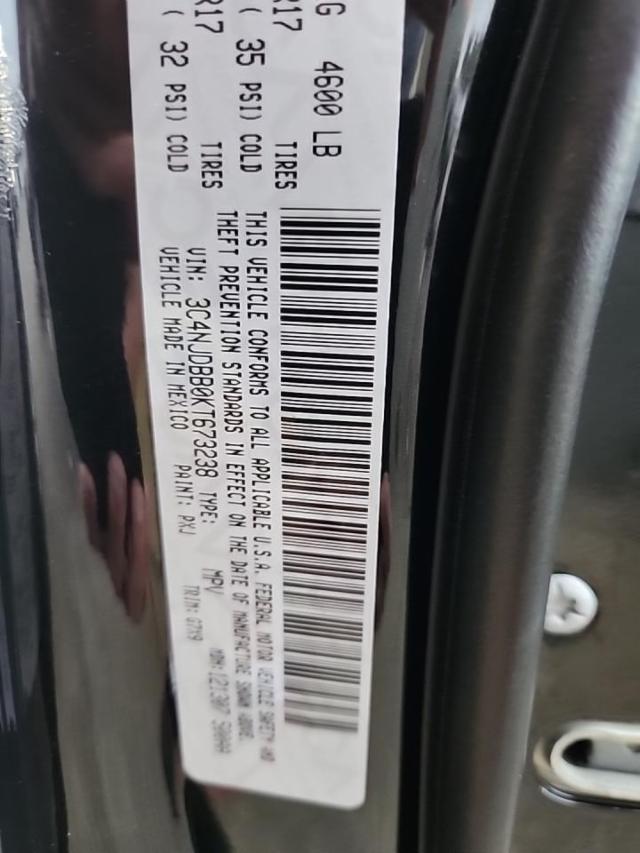 G 4600 LB
R17 TIRES
( 35 PSI) COLD
R17 TIRES
( 32 PSI) COLD
THIS VEHICLE CONFORMS TO ALL APPLICABLE U.S.A. FEDERAL MOTOR VEHICLE SAFETY AND
THEFT PREVENTION STANDARDS IN EFFECT ON THE DATE OF MANUFACTURE SHOWN ABOVE.
VIN: 3C4NJDBB0KT673238 TYPE: MPV
VEHICLE MADE IN MEXICO PAINT: PXJ TRIM: